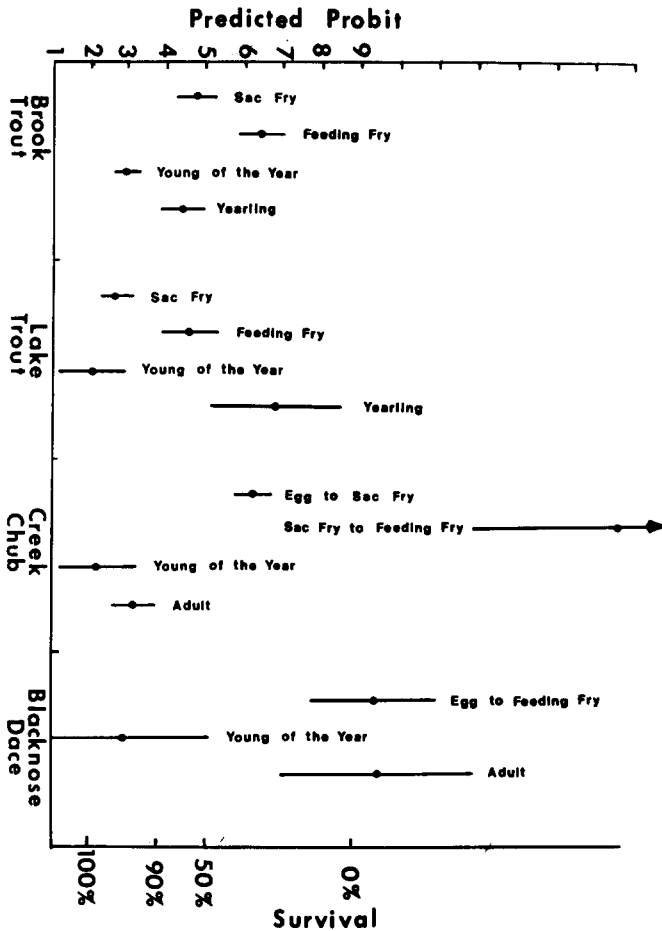 Predicted Probit
1 2 3 4 5 6 7 8 9
Brook
Trout
Sac Fry
Feeding Fry
Young of the Year
Yearling
Lake
Trout
Sac Fry
Feeding Fry
Young of the Year
Yearling
Creek
Chub
Egg to Sac Fry
Sac Fry to Feeding Fry
Young of the Year
Adult
Blacknose
Dace
Egg to Feeding Fry
Young of the Year
Adult
100% 90% 50% 0%
Survival